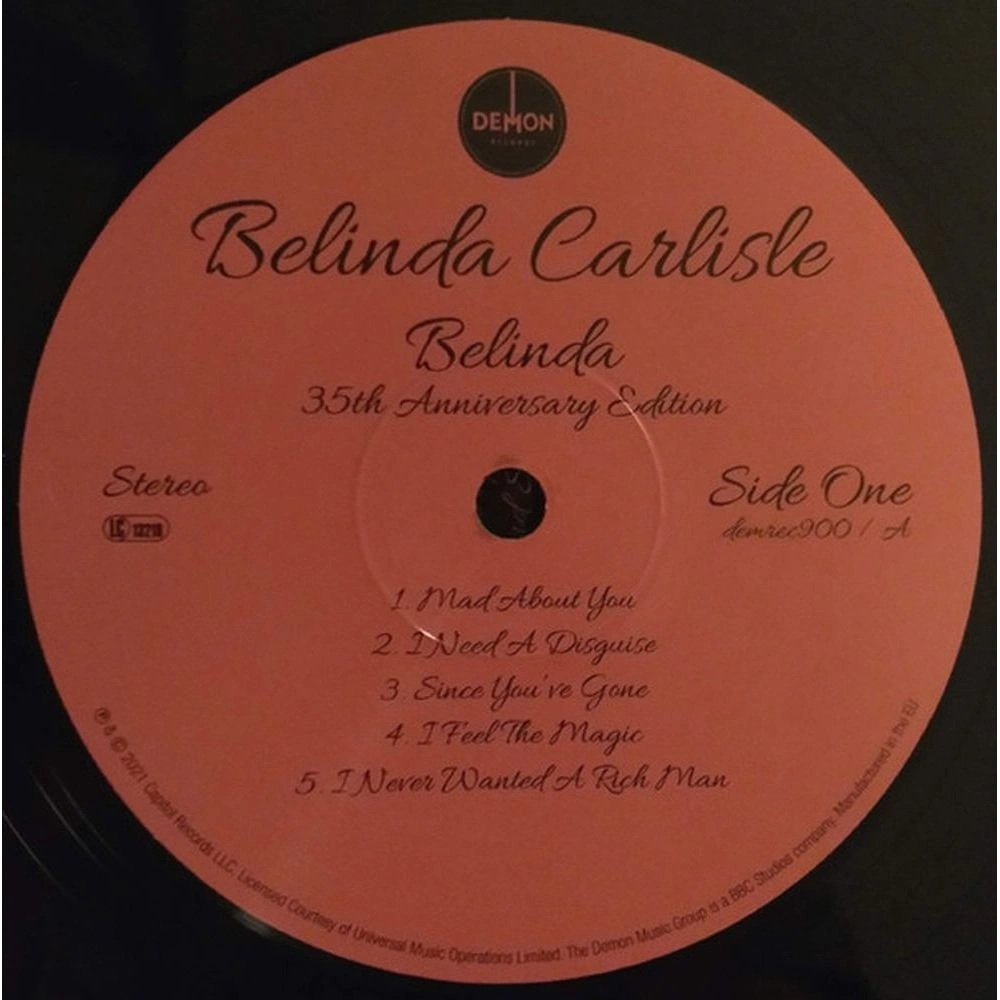 DEMON
RECORDS
Belinda Carlisle
Belinda
35th Anniversary Edition
Stereo
LC 13218
Side One
demrec900 / A
1. Mad About You
2. I Need A Disguise
3. Since You've Gone
4. I Feel The Magic
5. I Never Wanted A Rich Man
℗ & © 2021 Capitol Records LLC, Licensed Courtesy of Universal Music Operations Limited. The Demon Music Group is a BBC Studios company. Manufactured in the EU